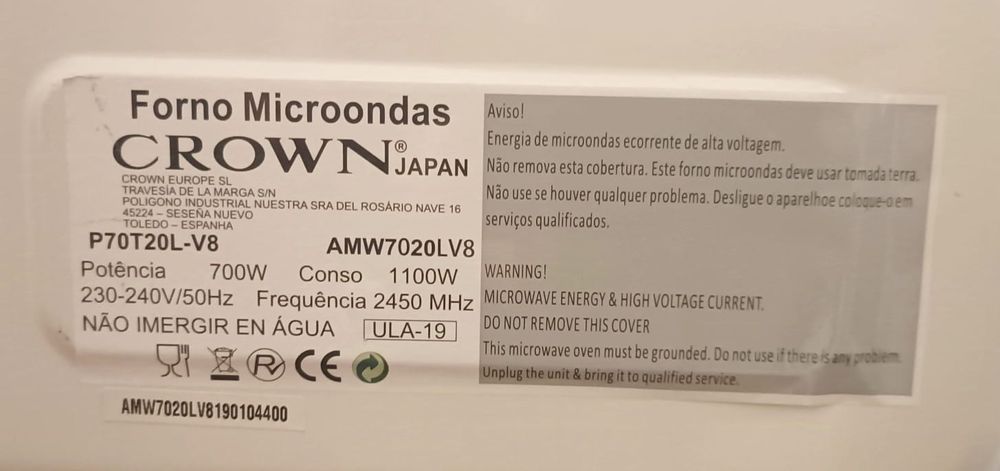 Forno Microondas
CROWN® JAPAN
CROWN EUROPE SL
TRAVESÍA DE LA MARGA S/N
POLIGONO INDUSTRIAL NUESTRA SRA DEL ROSÁRIO NAVE 16
45224 – SESEÑA NUEVO
TOLEDO – ESPANHA
P70T20L-V8 AMW7020LV8
Potência 700W Conso 1100W
230-240V/50Hz Frequência 2450 MHz
NÃO IMERGIR EN ÁGUA ULA-19
R CE
AMW7020LV8190104400
Aviso!
Energia de microondas ecorrente de alta voltagem.
Não remova esta cobertura. Este forno microondas deve usar tomada terra.
Não use se houver qualquer problema. Desligue o aparelhoe coloque-o em
serviços qualificados.
WARNING!
MICROWAVE ENERGY & HIGH VOLTAGE CURRENT.
DO NOT REMOVE THIS COVER
This microwave oven must be grounded. Do not use if there is any problem.
Unplug the unit & bring it to qualified service.